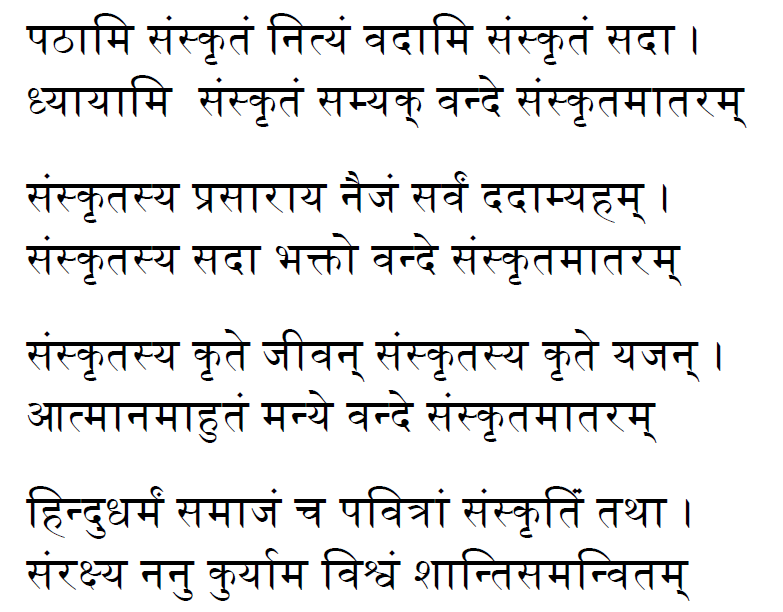 पठामि संस्कृतं नित्यं वदामि संस्कृतं सदा ।
ध्यायामि संस्कृतं सम्यक् वन्दे संस्कृतमातरम्
संस्कृतस्य प्रसाराय नैजं सर्वं ददाम्यहम् ।
संस्कृतस्य सदा भक्तो वन्दे संस्कृतमातरम्
संस्कृतस्य कृते जीवन् संस्कृतस्य कृते यजन् ।
आत्मानमाहुतं मन्ये वन्दे संस्कृतमातरम्
हिन्दुधर्मं समाजं च पवित्रां संस्कृतिं तथा ।
संरक्ष्य ननु कुर्याम विश्वं शान्तिसमन्वितम्